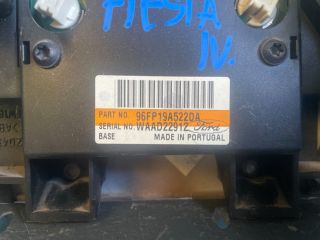 FIESTA
IV.
PART NO. 96FP19A522DA
SERIAL NO. WAAD22912 Ford
BASE MADE IN PORTUGAL